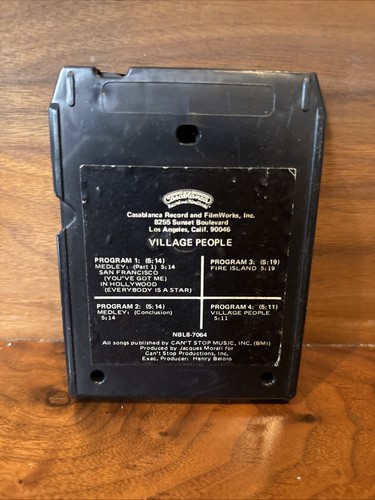 Casablanca
Casablanca Record and FilmWorks, Inc.
8255 Sunset Boulevard
Los Angeles, Calif. 90046
VILLAGE PEOPLE
PROGRAM 1: (5:14)
MEDLEY: (Part 1) 5:14
SAN FRANCISCO
(YOU'VE GOT ME)
IN HOLLYWOOD
(EVERYBODY IS A STAR)
PROGRAM 3: (5:19)
FIRE ISLAND 5:19
PROGRAM 2: (5:14)
MEDLEY: (Conclusion)
5:14
PROGRAM 4: (5:11)
VILLAGE PEOPLE
5:11
NBL8-7064
All songs published by CAN'T STOP MUSIC, INC. (BMI)
Produced by Jacques Morali for
Can't Stop Productions, Inc.
Exec. Producer: Henry Belolo